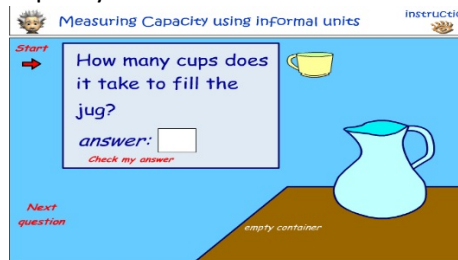 Measuring Capacity using informal units
Start
How many cups does
it take to fill the
jug?
answer:
Check my answer
Next
question
empty container